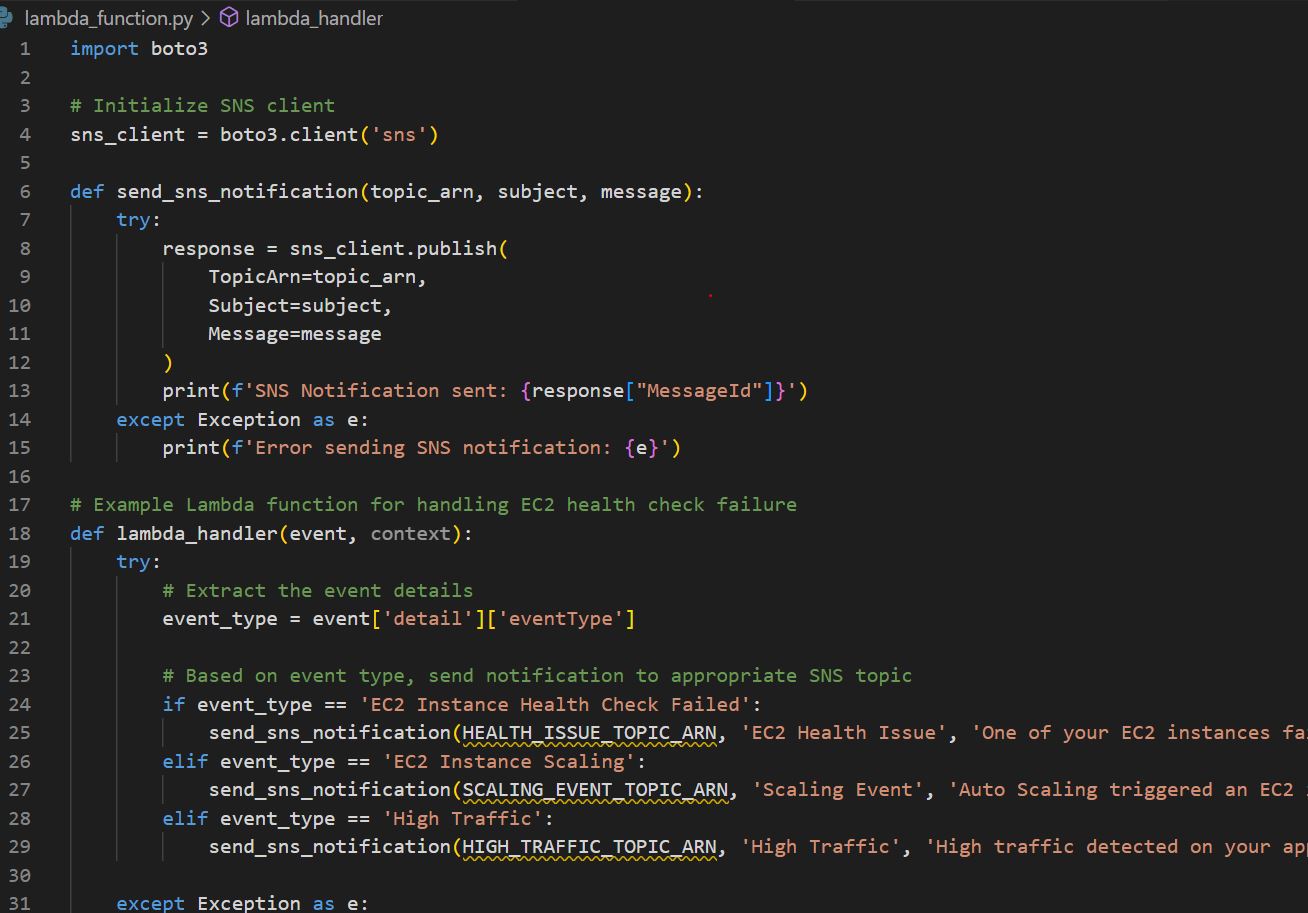 lambda_function.py > lambda_handler
1 import boto3
2
3 # Initialize SNS client
4 sns_client = boto3.client('sns')
5
6 def send_sns_notification(topic_arn, subject, message):
7     try:
8         response = sns_client.publish(
9             TopicArn=topic_arn,
10             Subject=subject,
11             Message=message
12         )
13         print(f'SNS Notification sent: {response["MessageId"]}')
14     except Exception as e:
15         print(f'Error sending SNS notification: {e}')
16
17 # Example Lambda function for handling EC2 health check failure
18 def lambda_handler(event, context):
19     try:
20         # Extract the event details
21         event_type = event['detail']['eventType']
22
23         # Based on event type, send notification to appropriate SNS topic
24         if event_type == 'EC2 Instance Health Check Failed':
25             send_sns_notification(HEALTH_ISSUE_TOPIC_ARN, 'EC2 Health Issue', 'One of your EC2 instances
26         elif event_type == 'EC2 Instance Scaling':
27             send_sns_notification(SCALING_EVENT_TOPIC_ARN, 'Scaling Event', 'Auto Scaling triggered an EC2
28         elif event_type == 'High Traffic':
29             send_sns_notification(HIGH_TRAFFIC_TOPIC_ARN, 'High Traffic', 'High traffic detected on your
30
31     except Exception as e: